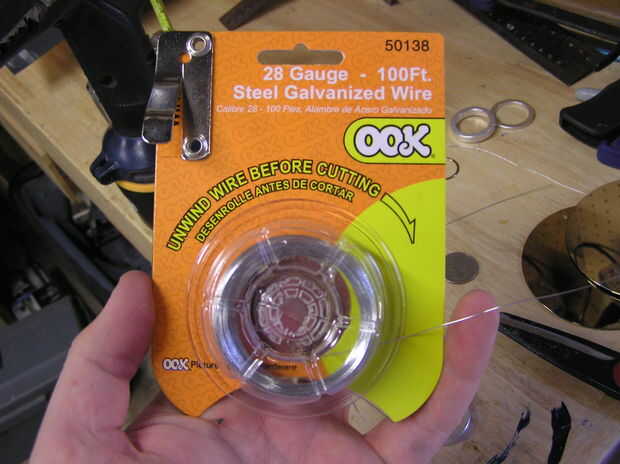 50138
28 Gauge - 100Ft.
Steel Galvanized Wire
Calibre 28 - 100 Pies, Alambre de Acero Galvanizado
OOK
UNWIND WIRE BEFORE CUTTING
DESENROLLE ANTES DE CORTAR
OOK Picture